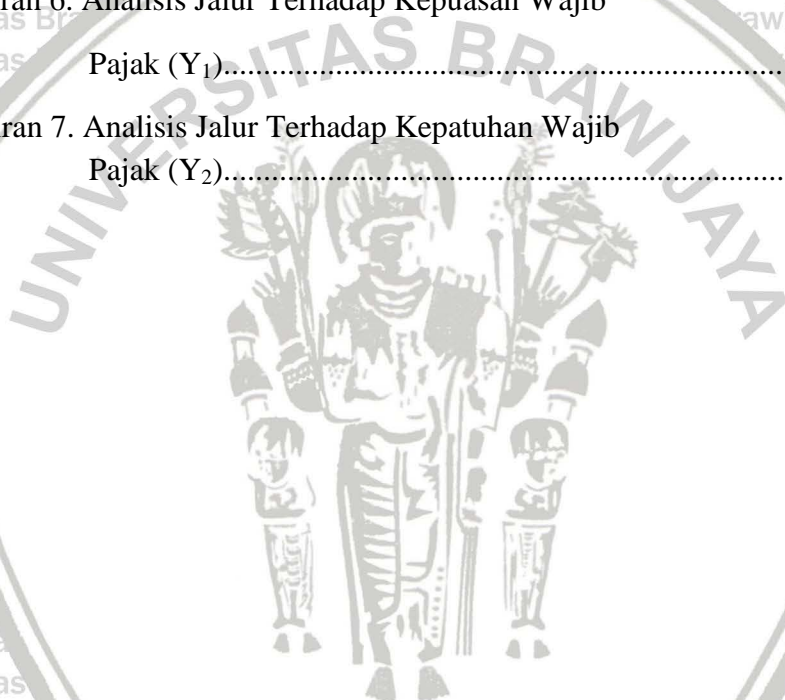 ran 6. Analisis Jalur Terhadap Kepuasan Wajib
Pajak (Y₁)..........................................................................
ran 7. Analisis Jalur Terhadap Kepatuhan Wajib
Pajak (Y₂)..........................................................................
UNIVERSITAS BRAWIJAYA